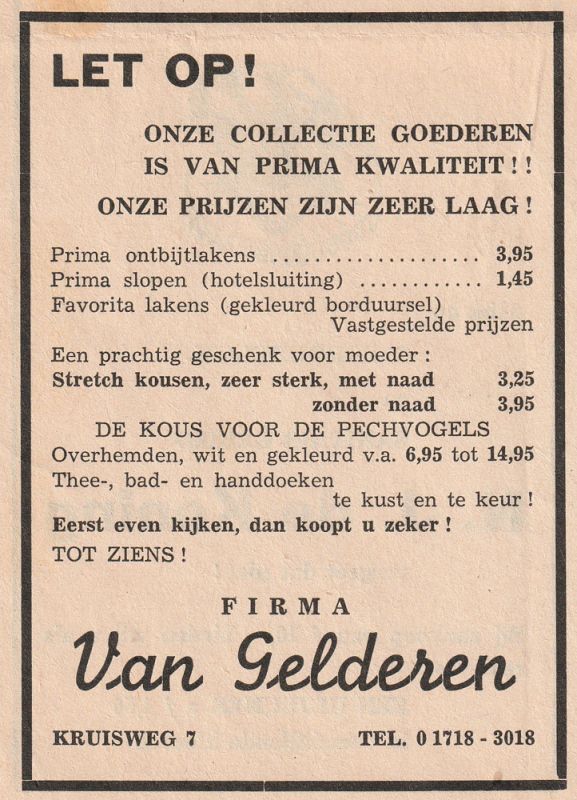 LET OP!
ONZE COLLECTIE GOEDEREN
IS VAN PRIMA KWALITEIT!!
ONZE PRIJZEN ZIJN ZEER LAAG!
Prima ontbijtlakens .................... 3,95
Prima slopen (hotelsluiting) ............ 1,45
Favorita lakens (gekleurd borduursel)
Vastgestelde prijzen
Een prachtig geschenk voor moeder:
Stretch kousen, zeer sterk, met naad 3,25
zonder naad 3,95
DE KOUS VOOR DE PECHVOGELS
Overhemden, wit en gekleurd v.a. 6,95 tot 14,95
Thee-, bad- en handdoeken
te kust en te keur!
Eerst even kijken, dan koopt u zeker!
TOT ZIENS!
FIRMA
Van Gelderen
KRUISWEG 7 TEL. 01718-3018